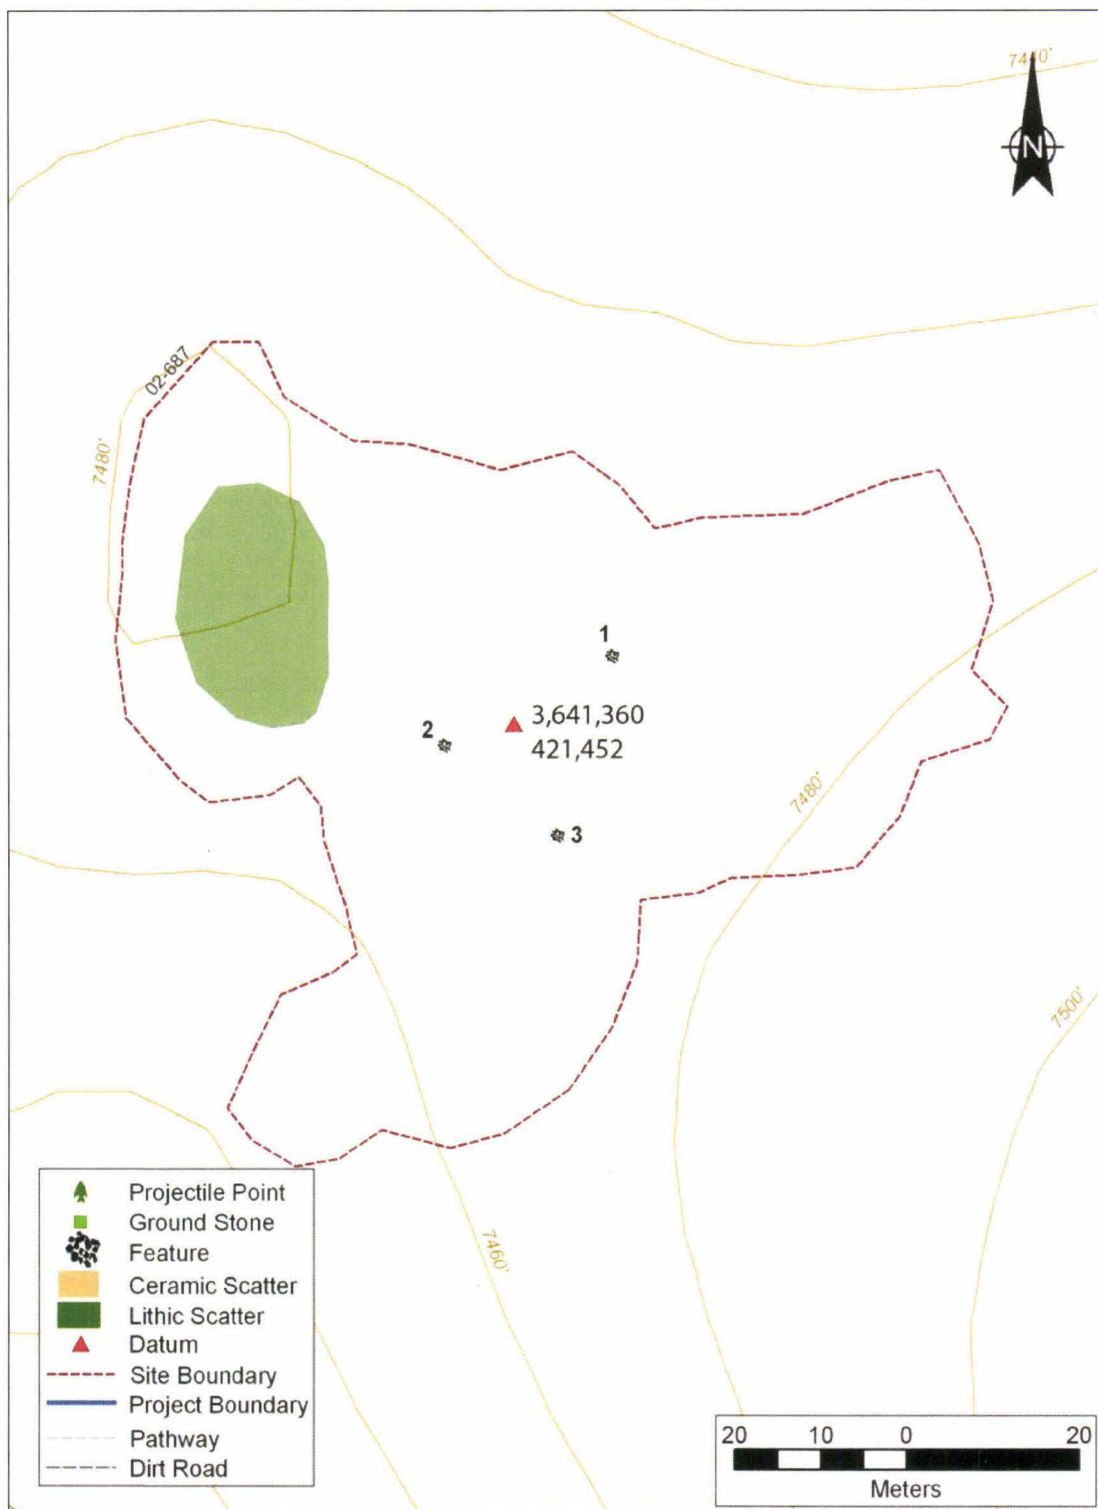 7440'
N
02-687
7480'
1
3,641,360
421,452
2
3
7480'
7500'
7460'
Projectile Point
Ground Stone
Feature
Ceramic Scatter
Lithic Scatter
Datum
Site Boundary
Project Boundary
Pathway
Dirt Road
20 10 0 20
Meters